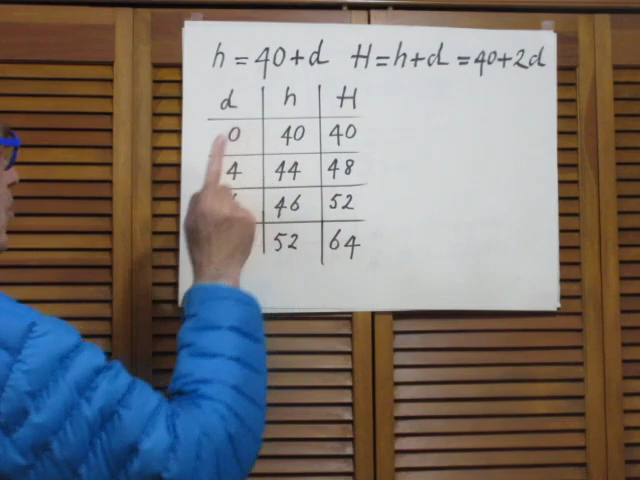 h = 40+d H = h+d = 40+2d
d h H
0 40 40
4 44 48
46 52
52 64